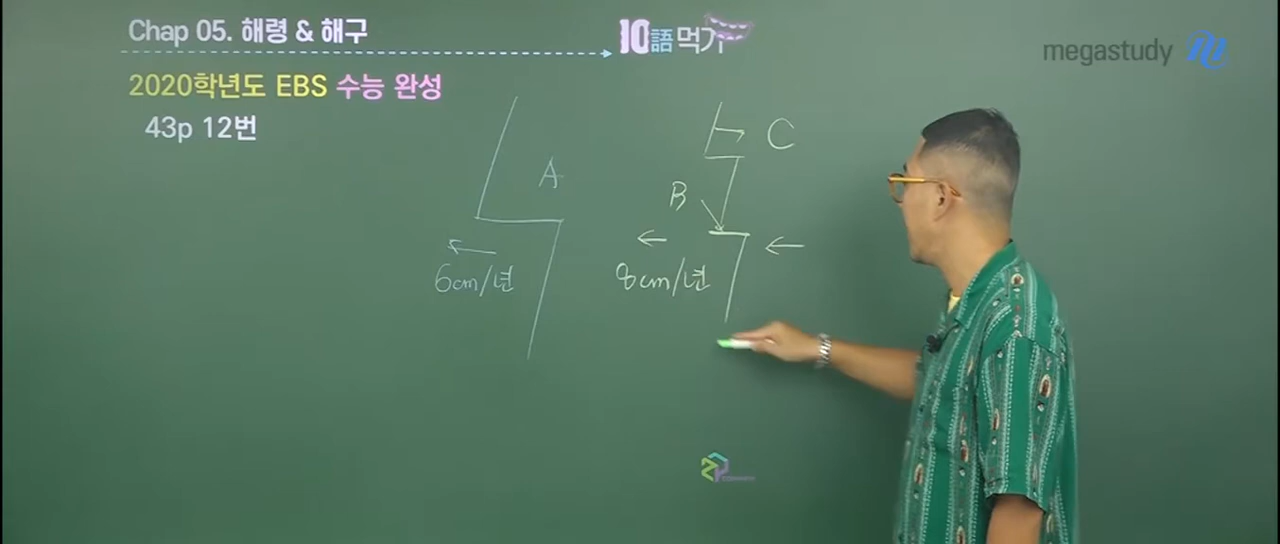 Chap 05. 해령 & 해구
10語먹기
megastudy
2020학년도 EBS 수능 완성
43p 12번
A
B
C
6cm/년
8cm/년